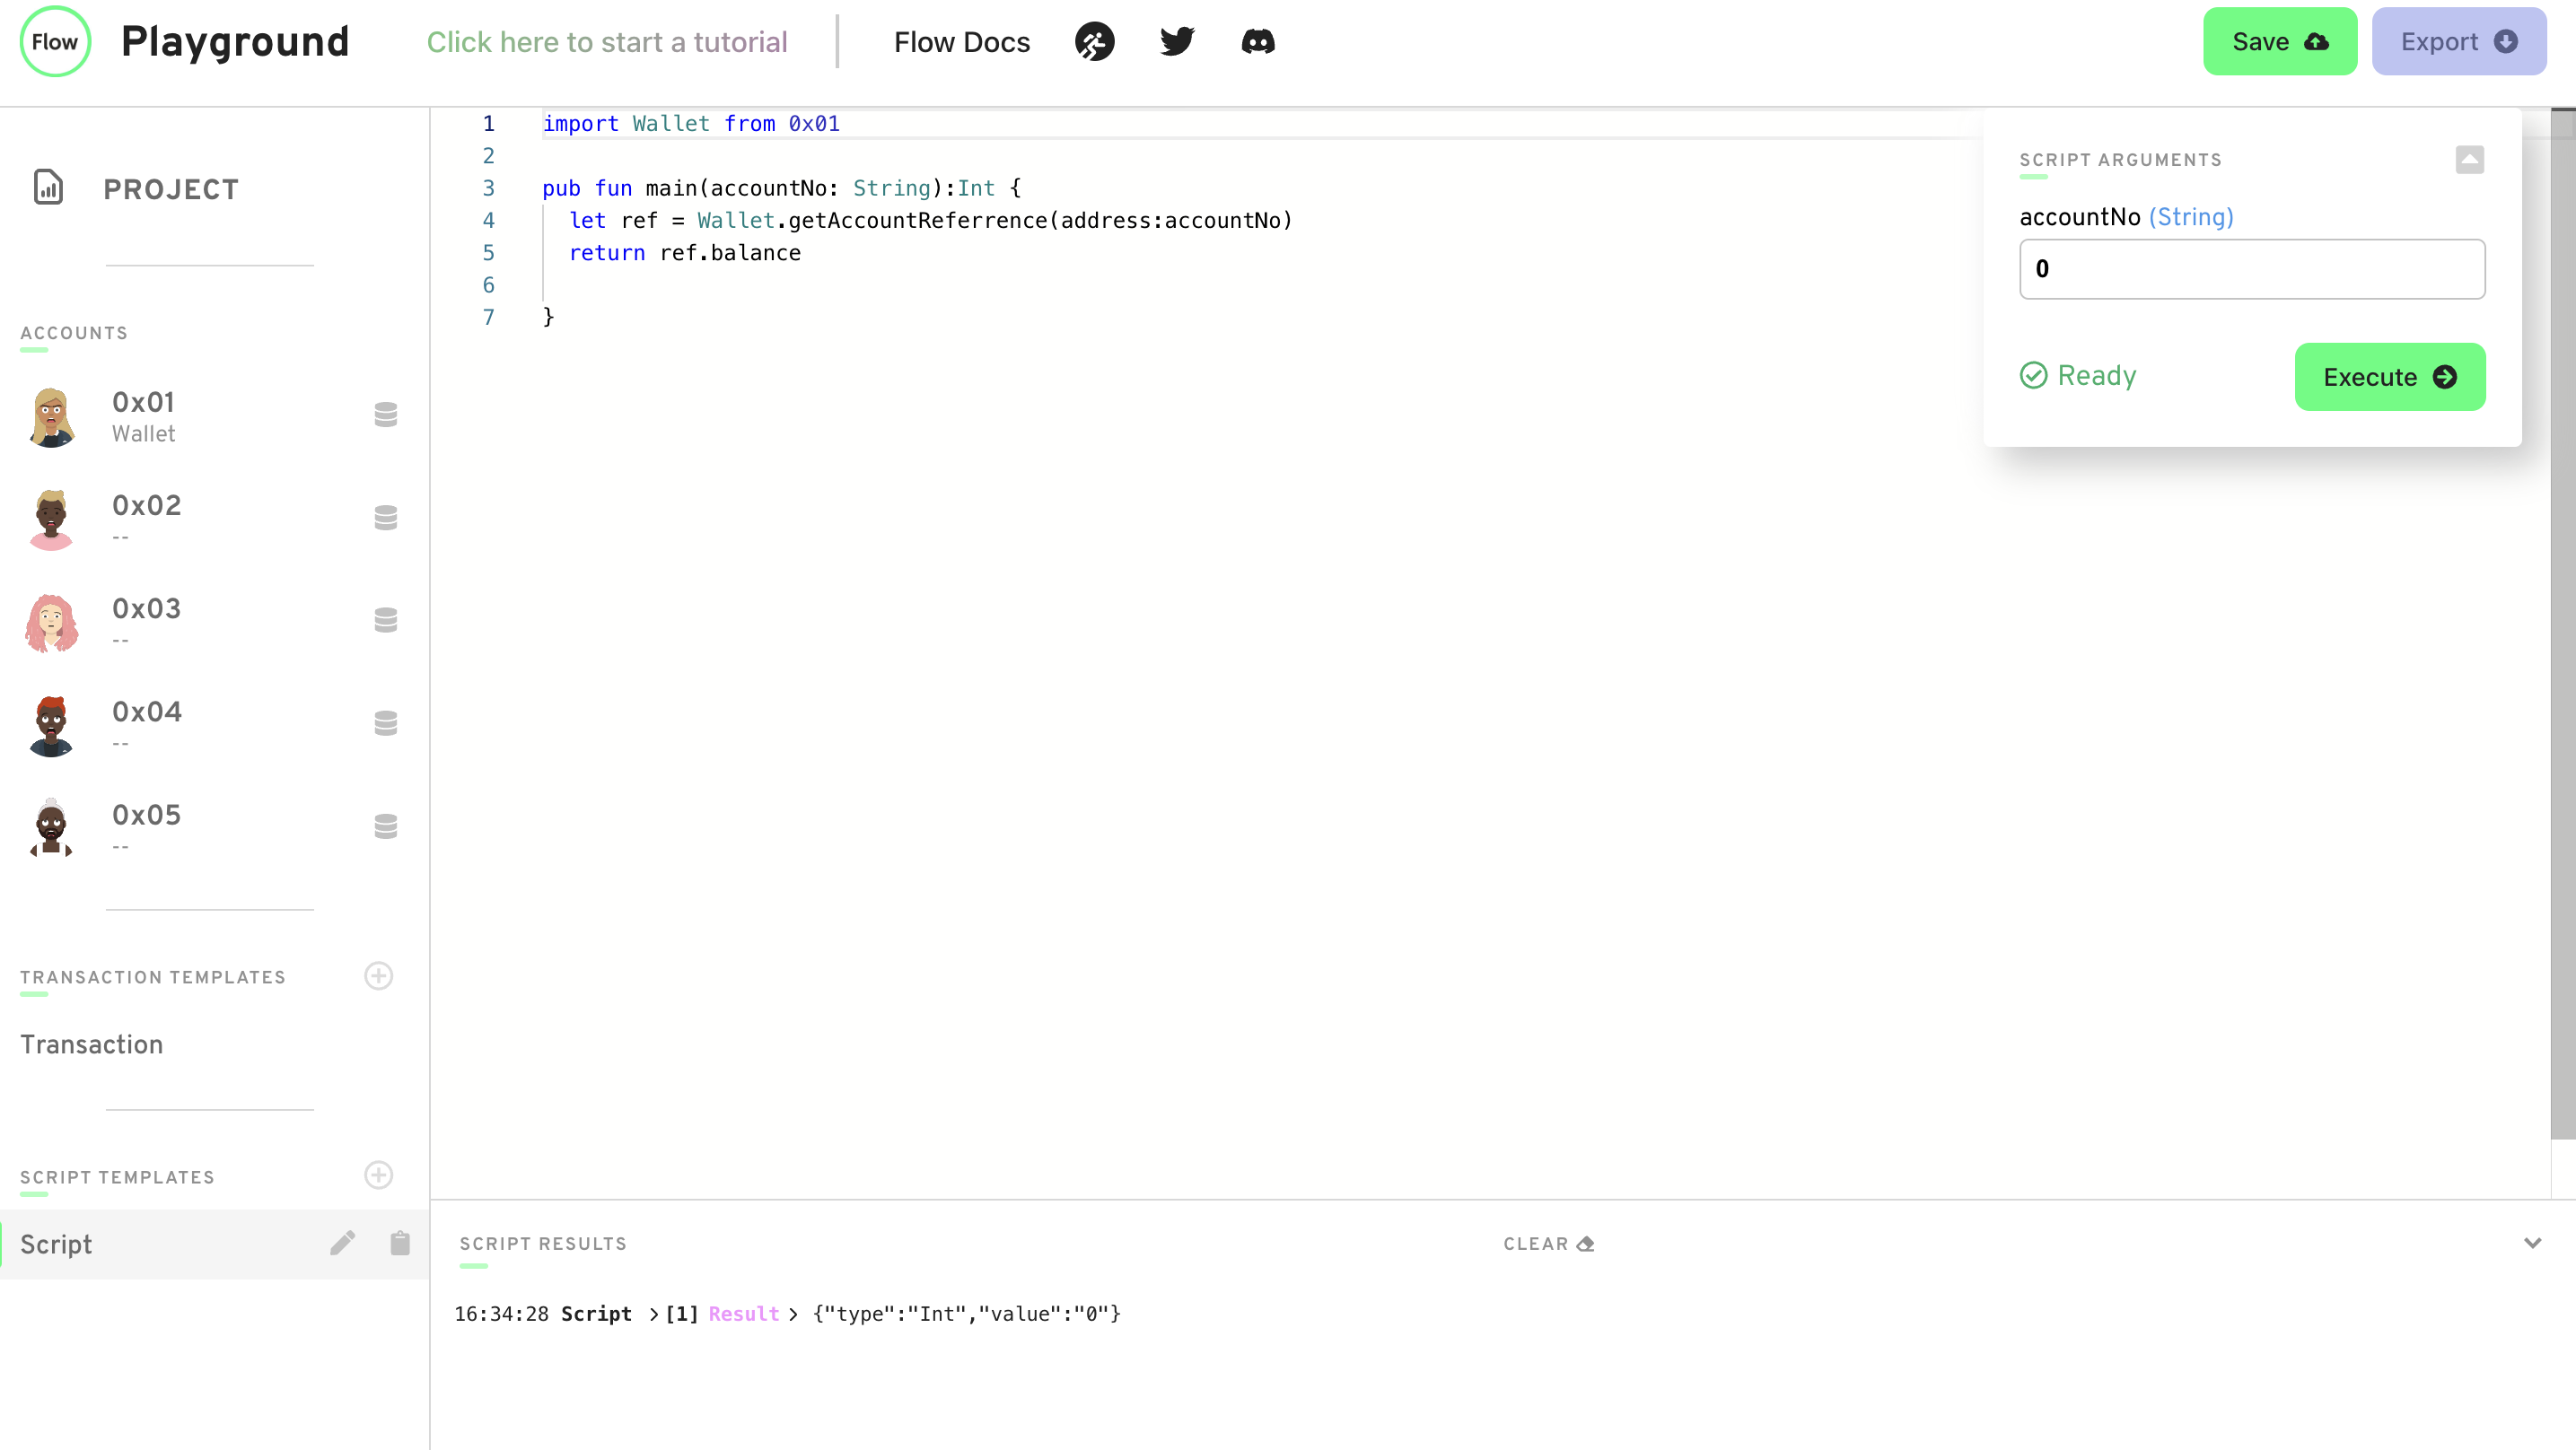 Flow Playground Click here to start a tutorial Flow Docs Save Export
PROJECT
ACCOUNTS
0x01
Wallet
0x02
--
0x03
--
0x04
--
0x05
--
TRANSACTION TEMPLATES
Transaction
SCRIPT TEMPLATES
Script
1 import Wallet from 0x01
2
3 pub fun main(accountNo: String):Int {
4 let ref = Wallet.getAccountReferrence(address:accountNo)
5 return ref.balance
6
7 }
SCRIPT ARGUMENTS
accountNo (String)
0
Ready Execute
SCRIPT RESULTS CLEAR
16:34:28 Script >[1] Result > {"type":"Int","value":"0"}